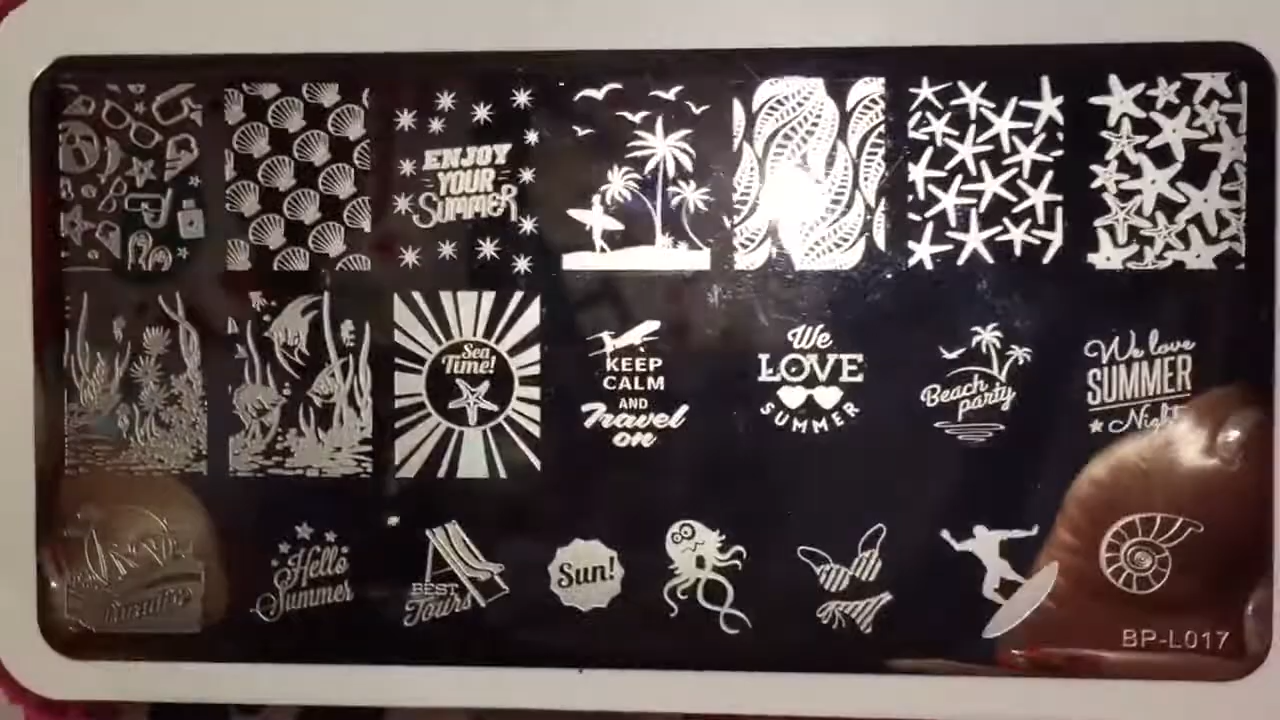 ENJOY
YOUR
Summer
Sea
Time!
KEEP
CALM
AND
Travel
on
We
LOVE
SUMMER
Beach
party
We love
SUMMER
Night
Hello
Summer
BEST
Tours
Sun!
BP-L017